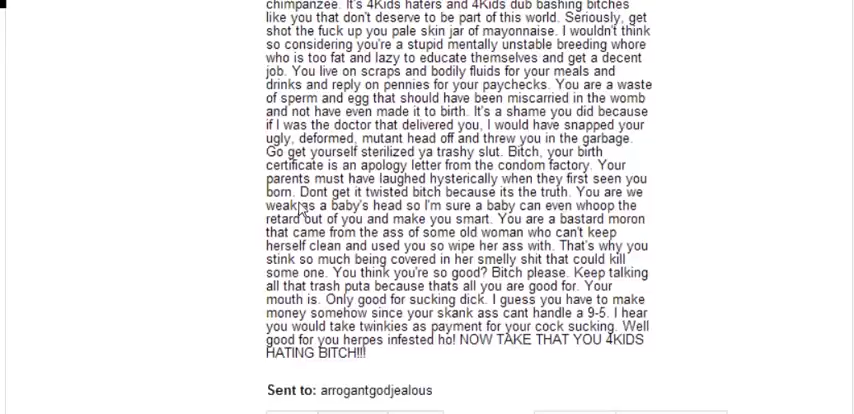 chimpanzee. It's 4Kids haters and 4Kids dub bashing bitches
like you that don't deserve to be part of this world. Seriously, get
shot the fuck up you pale skin jar of mayonnaise. I wouldn't think
so considering you're a stupid mentally unstable breeding whore
who is too fat and lazy to educate themselves and get a decent
job. You live on scraps and bodily fluids for your meals and
drinks and reply on pennies for your paychecks. You are a waste
of sperm and egg that should have been miscarried in the womb
and not have even made it to birth. It's a shame you did because
if I was the doctor that delivered you, I would have snapped your
ugly, deformed, mutant head off and threw you in the garbage.
Go get yourself sterilized ya trashy slut. Bitch, your birth
certificate is an apology letter from the condom factory. Your
parents must have laughed hysterically when they first seen you
born. Dont get it twisted bitch because its the truth. You are we
weak as a baby's head so I'm sure a baby can even whoop the
retard out of you and make you smart. You are a bastard moron
that came from the ass of some old woman who can't keep
herself clean and used you so wipe her ass with. That's why you
stink so much being covered in her smelly shit that could kill
some one. You think you're so good? Bitch please. Keep talking
all that trash puta because thats all you are good for. Your
mouth is. Only good for sucking dick. I guess you have to make
money somehow since your skank ass cant handle a 9-5. I hear
you would take twinkies as payment for your cock sucking. Well
good for you herpes infested ho! NOW TAKE THAT YOU 4KIDS
HATING BITCH!!!
Sent to: arrogantgodjealous